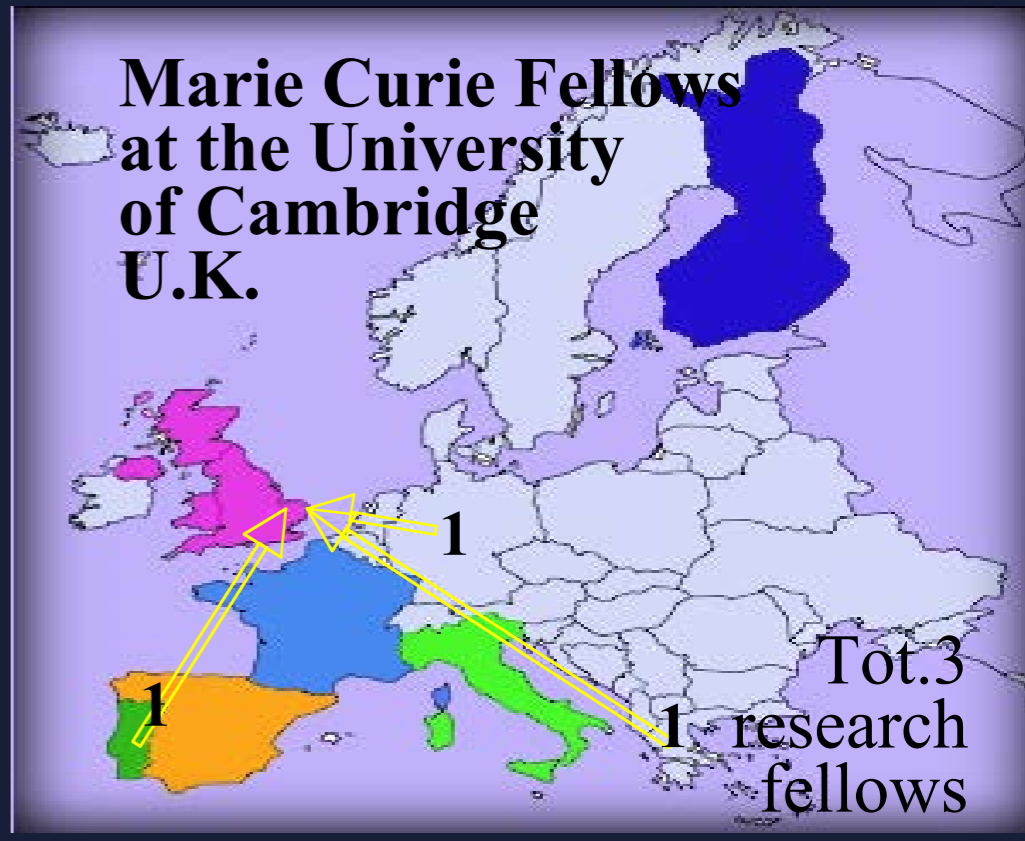 Marie Curie Fellows
at the University
of Cambridge
U.K.
1
1
1
Tot.3
research
fellows